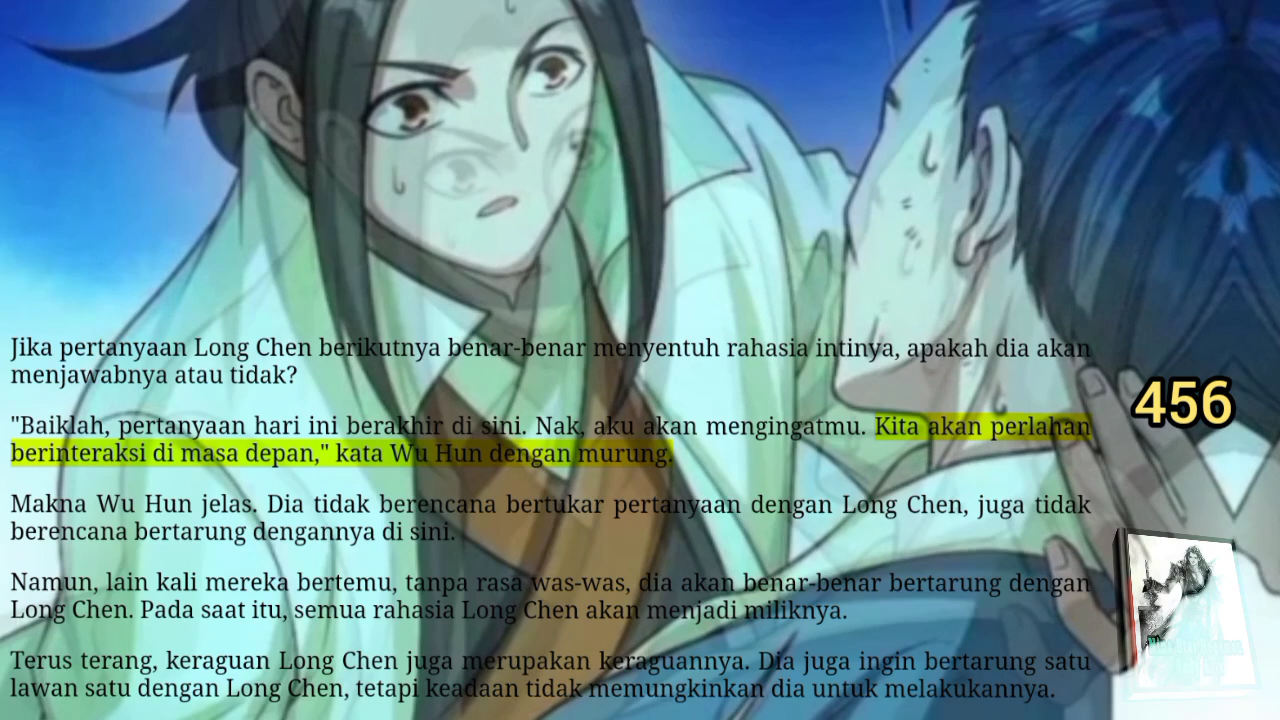 Jika pertanyaan Long Chen berikutnya benar-benar menyentuh rahasia intinya, apakah dia akan
menjawabnya atau tidak?
"Baiklah, pertanyaan hari ini berakhir di sini. Nak, aku akan mengingatmu. Kita akan perlahan
berinteraksi di masa depan," kata Wu Hun dengan murung.
Makna Wu Hun jelas. Dia tidak berencana bertukar pertanyaan dengan Long Chen, juga tidak
berencana bertarung dengannya di sini.
Namun, lain kali mereka bertemu, tanpa rasa was-was, dia akan benar-benar bertarung dengan
Long Chen. Pada saat itu, semua rahasia Long Chen akan menjadi miliknya.
Terus terang, keraguan Long Chen juga merupakan keraguannya. Dia juga ingin bertarung satu
lawan satu dengan Long Chen, tetapi keadaan tidak memungkinkan dia untuk melakukannya.
456